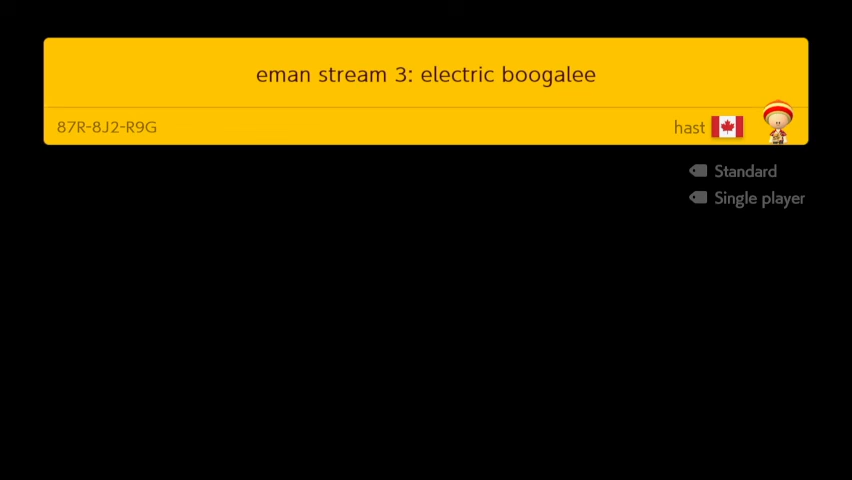 eman stream 3: electric boogalee
87R-8J2-R9G
hast
Standard
Single player